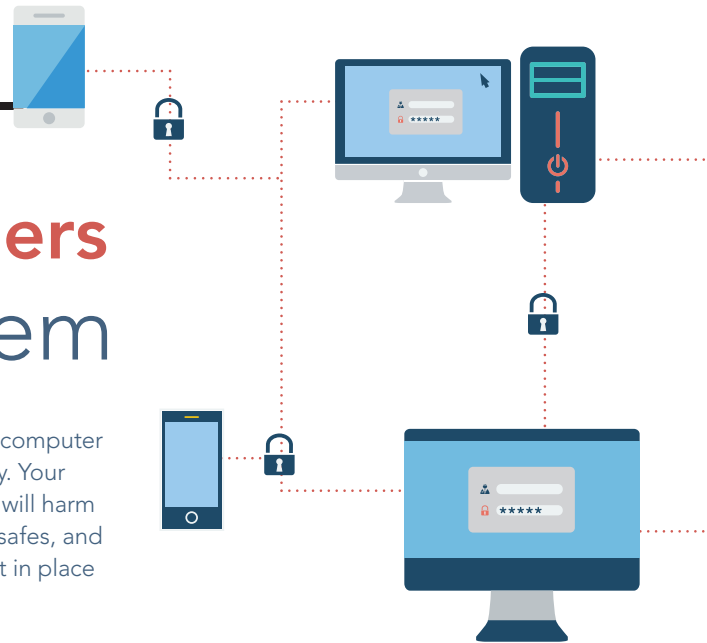 *****
ers
em
computer
y. Your
will harm
safes, and
t in place
*****